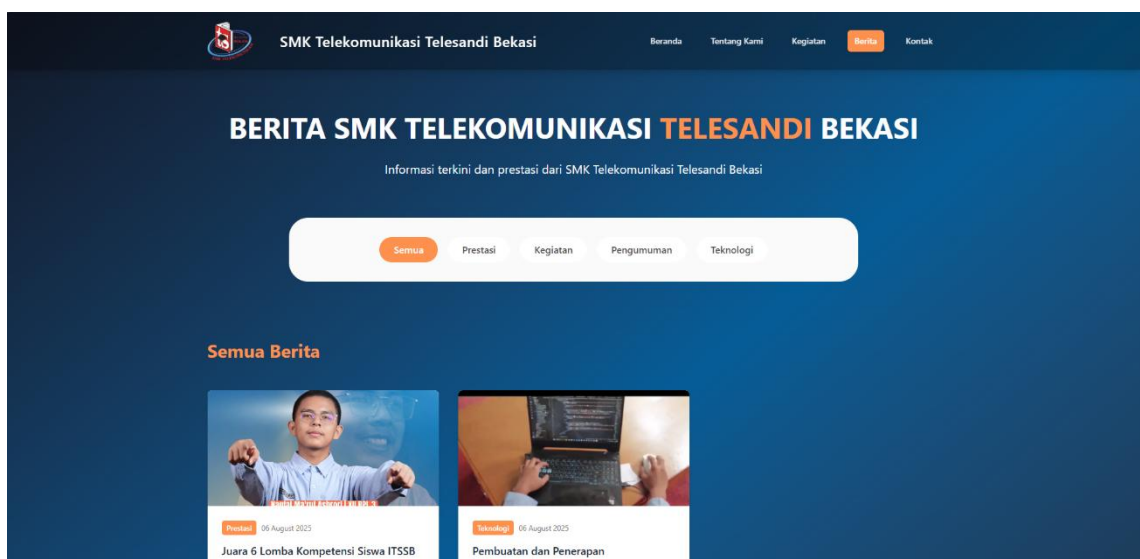 SMK Telekomunikasi Telesandi Bekasi
Beranda Tentang Kami Kegiatan Berita Kontak
BERITA SMK TELEKOMUNIKASI TELESANDI BEKASI
Informasi terkini dan prestasi dari SMK Telekomunikasi Telesandi Bekasi
Semua Prestasi Kegiatan Pengumuman Teknologi
Semua Berita
Prestasi 06 August 2025
Teknologi 06 August 2025
Juara 6 Lomba Kompetensi Siswa ITSSB
Pembuatan dan Penerapan